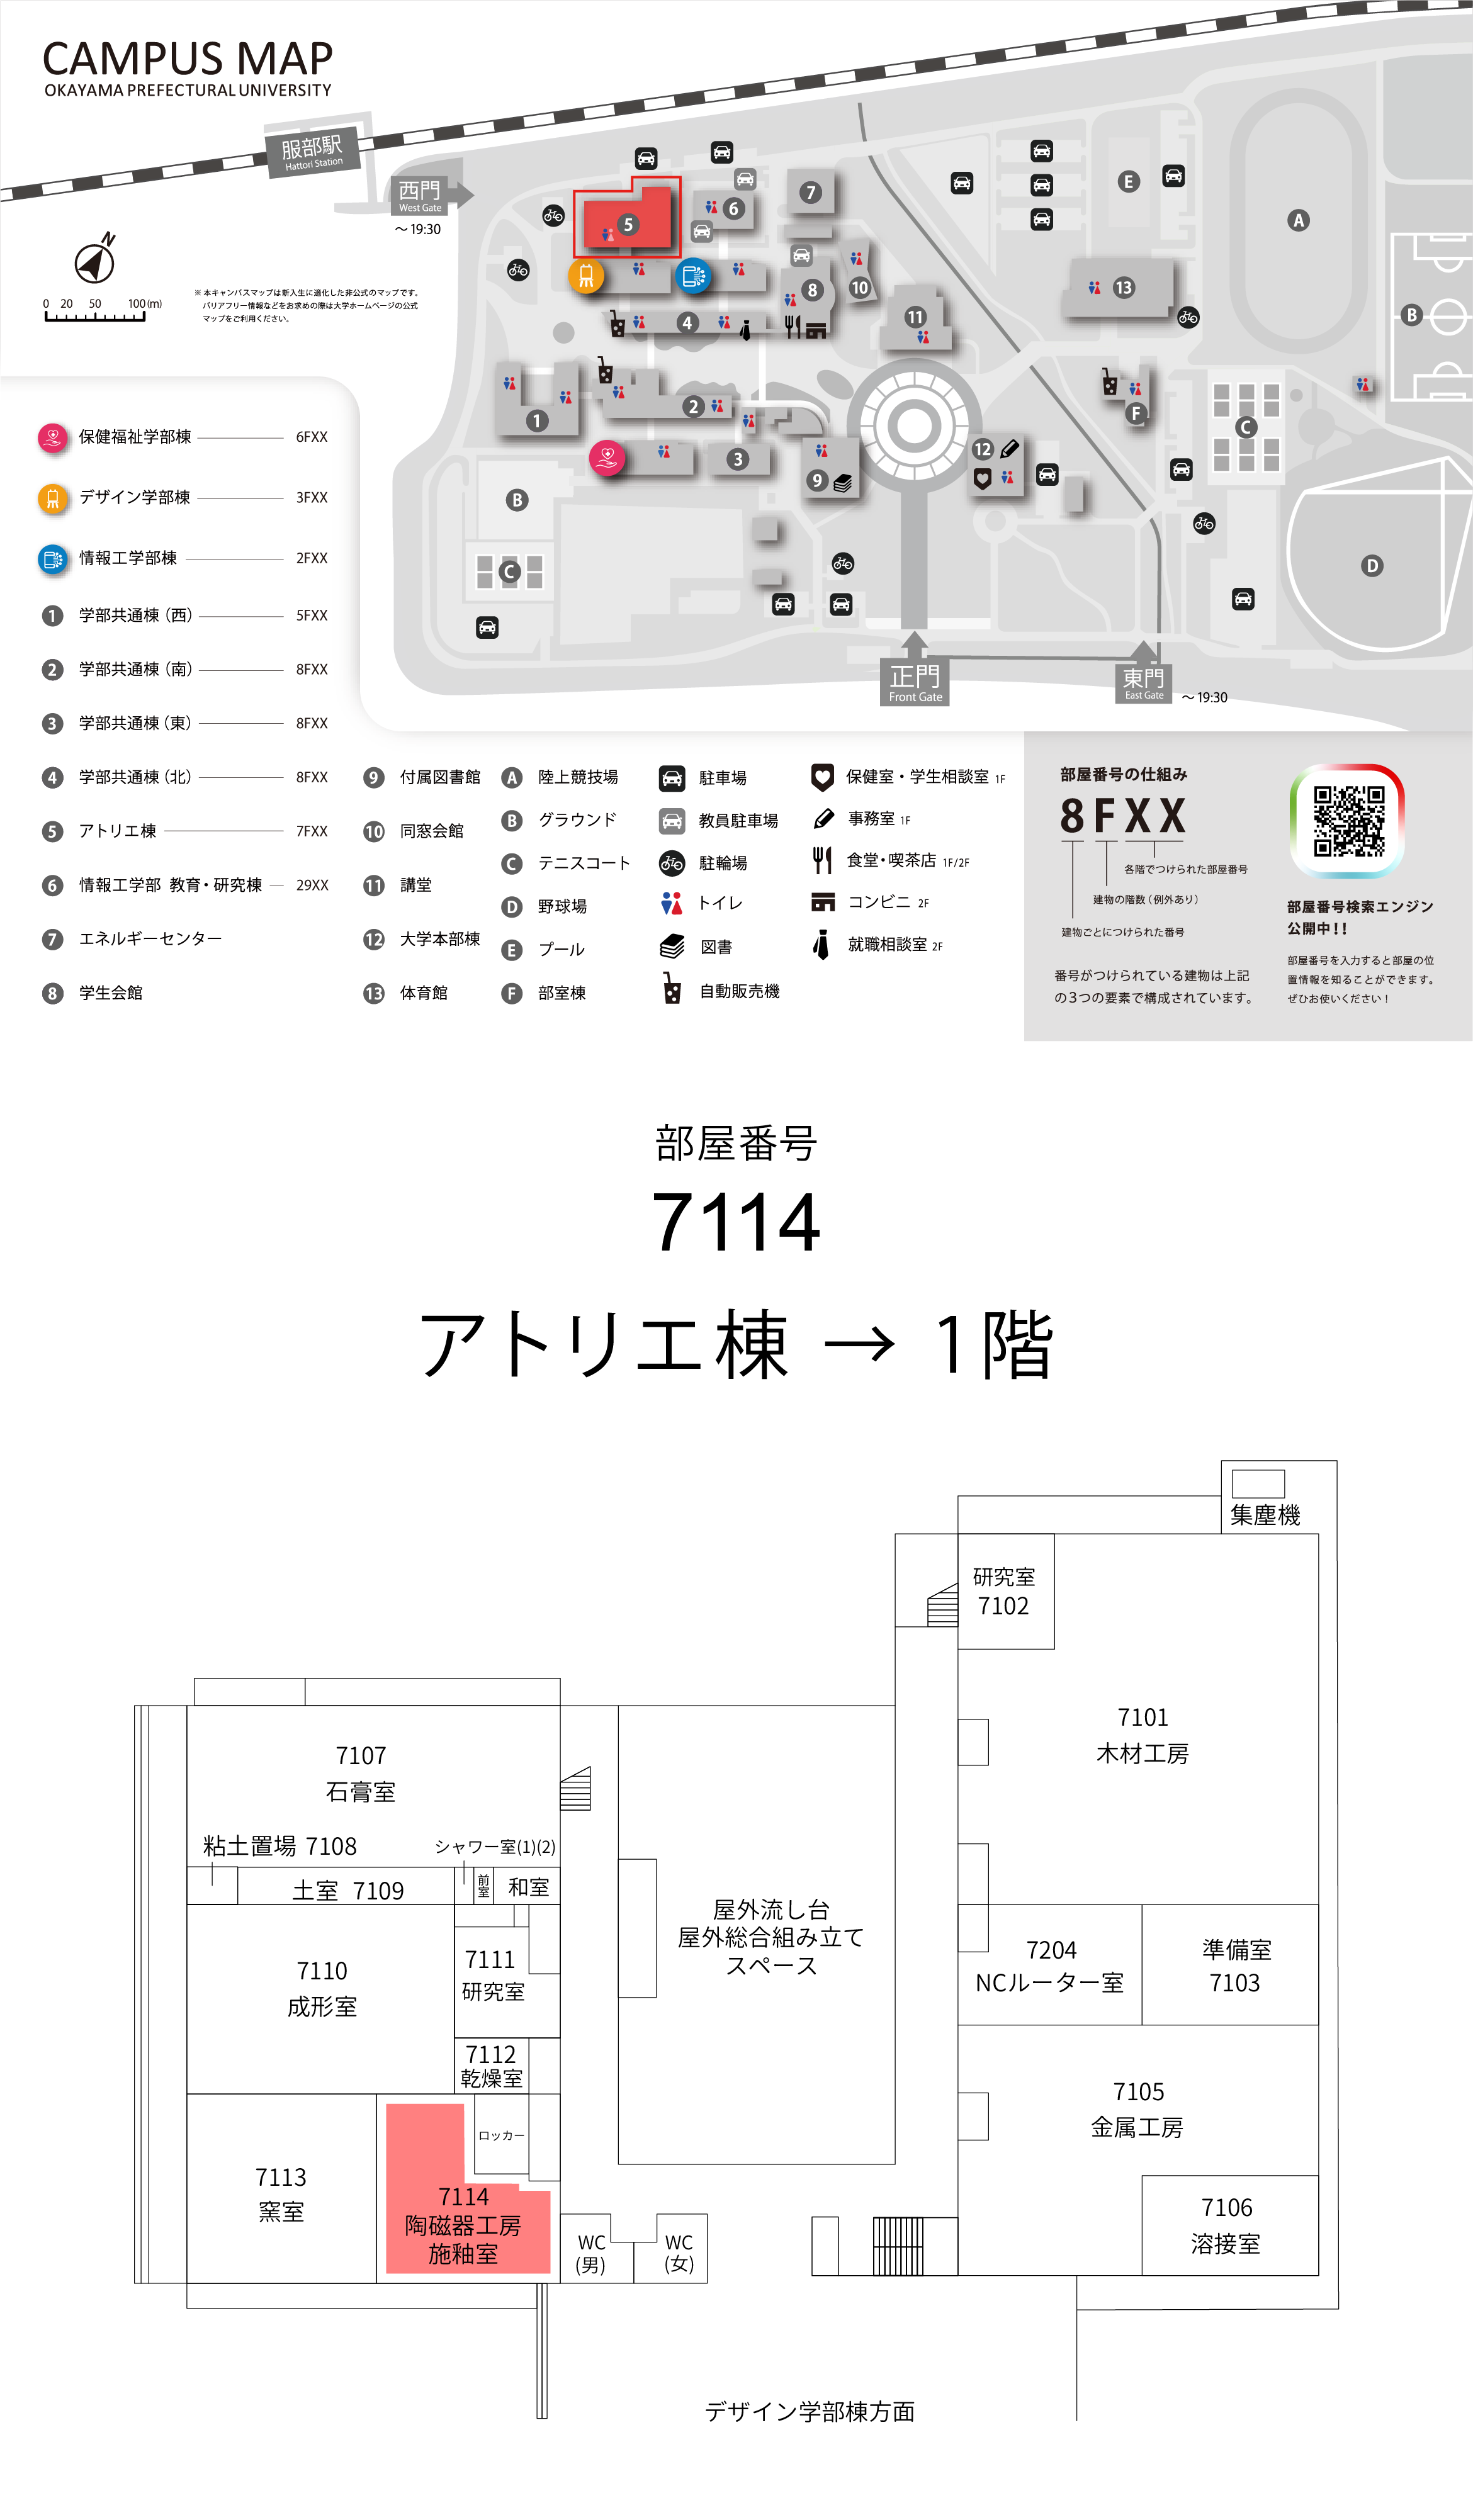 CAMPUS MAP
OKAYAMA PREFECTURAL UNIVERSITY
服部駅
Hattori Station
西門
West Gate
～19:30
N
0 20 50 100(m)
※ 本キャンパスマップは新入生に適化した非公式のマップです。
バリアフリー情報などをお求めの際は大学ホームページの公式
マップをご利用ください。
5
6
7
8
10
4
11
13
1
2
3
9
12
A
B
C
D
E
F
B
C
正門
Front Gate
東門
East Gate
～19:30
保健福祉学部棟 6FXX
デザイン学部棟 3FXX
情報工学部棟 2FXX
1 学部共通棟（西） 5FXX
2 学部共通棟（南） 8FXX
3 学部共通棟（東） 8FXX
4 学部共通棟（北） 8FXX
5 アトリエ棟 7FXX
6 情報工学部 教育・研究棟 29XX
7 エネルギーセンター
8 学生会館
9 付属図書館
10 同窓会館
11 講堂
12 大学本部棟
13 体育館
A 陸上競技場
B グラウンド
C テニスコート
D 野球場
E プール
F 部室棟
駐車場
教員駐車場
駐輪場
トイレ
図書
自動販売機
保健室・学生相談室 1F
事務室 1F
食堂・喫茶店 1F/2F
コンビニ 2F
就職相談室 2F
部屋番号の仕組み
8FXX
各階でつけられた部屋番号
建物の階数（例外あり）
建物ごとにつけられた番号
番号がつけられている建物は上記
の３つの要素で構成されています。
部屋番号検索エンジン
公開中！！
部屋番号を入力すると部屋の位
置情報を知ることができます。
ぜひお使いください！
部屋番号
7114
アトリエ棟 → 1階
集塵機
研究室
7102
7101
木材工房
7107
石膏室
粘土置場 7108
シャワー室(1)(2)
土室 7109
前室
和室
7110
成形室
7111
研究室
7112
乾燥室
屋外流し台
屋外総合組み立て
スペース
7204
NCルーター室
準備室
7103
7105
金属工房
7106
溶接室
ロッカー
7113
窯室
7114
陶磁器工房
施釉室
WC
(男)
WC
(女)
デザイン学部棟方面